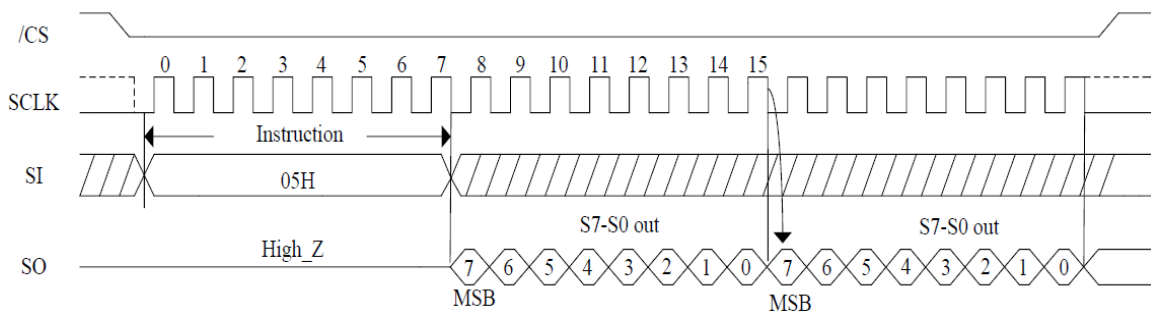 /CS
0 1 2 3 4 5 6 7 8 9 10 11 12 13 14 15
SCLK
Instruction
SI
05H
S7-S0 out S7-S0 out
High_Z
SO
7 6 5 4 3 2 1 0 7 6 5 4 3 2 1 0
MSB MSB